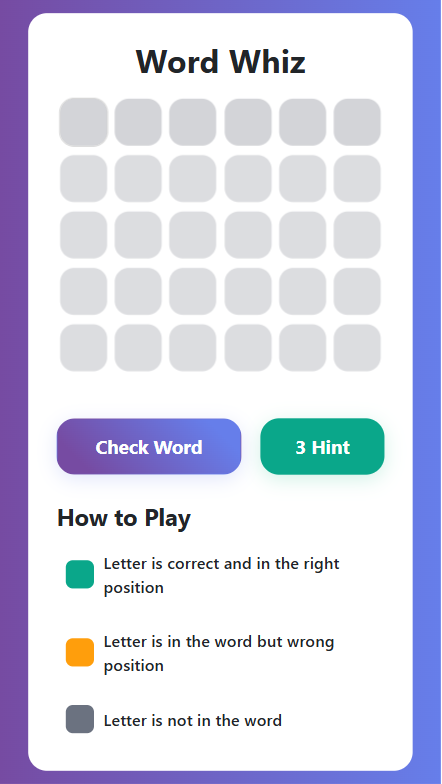 Word Whiz
Check Word
3 Hint
How to Play
Letter is correct and in the right
position
Letter is in the word but wrong
position
Letter is not in the word